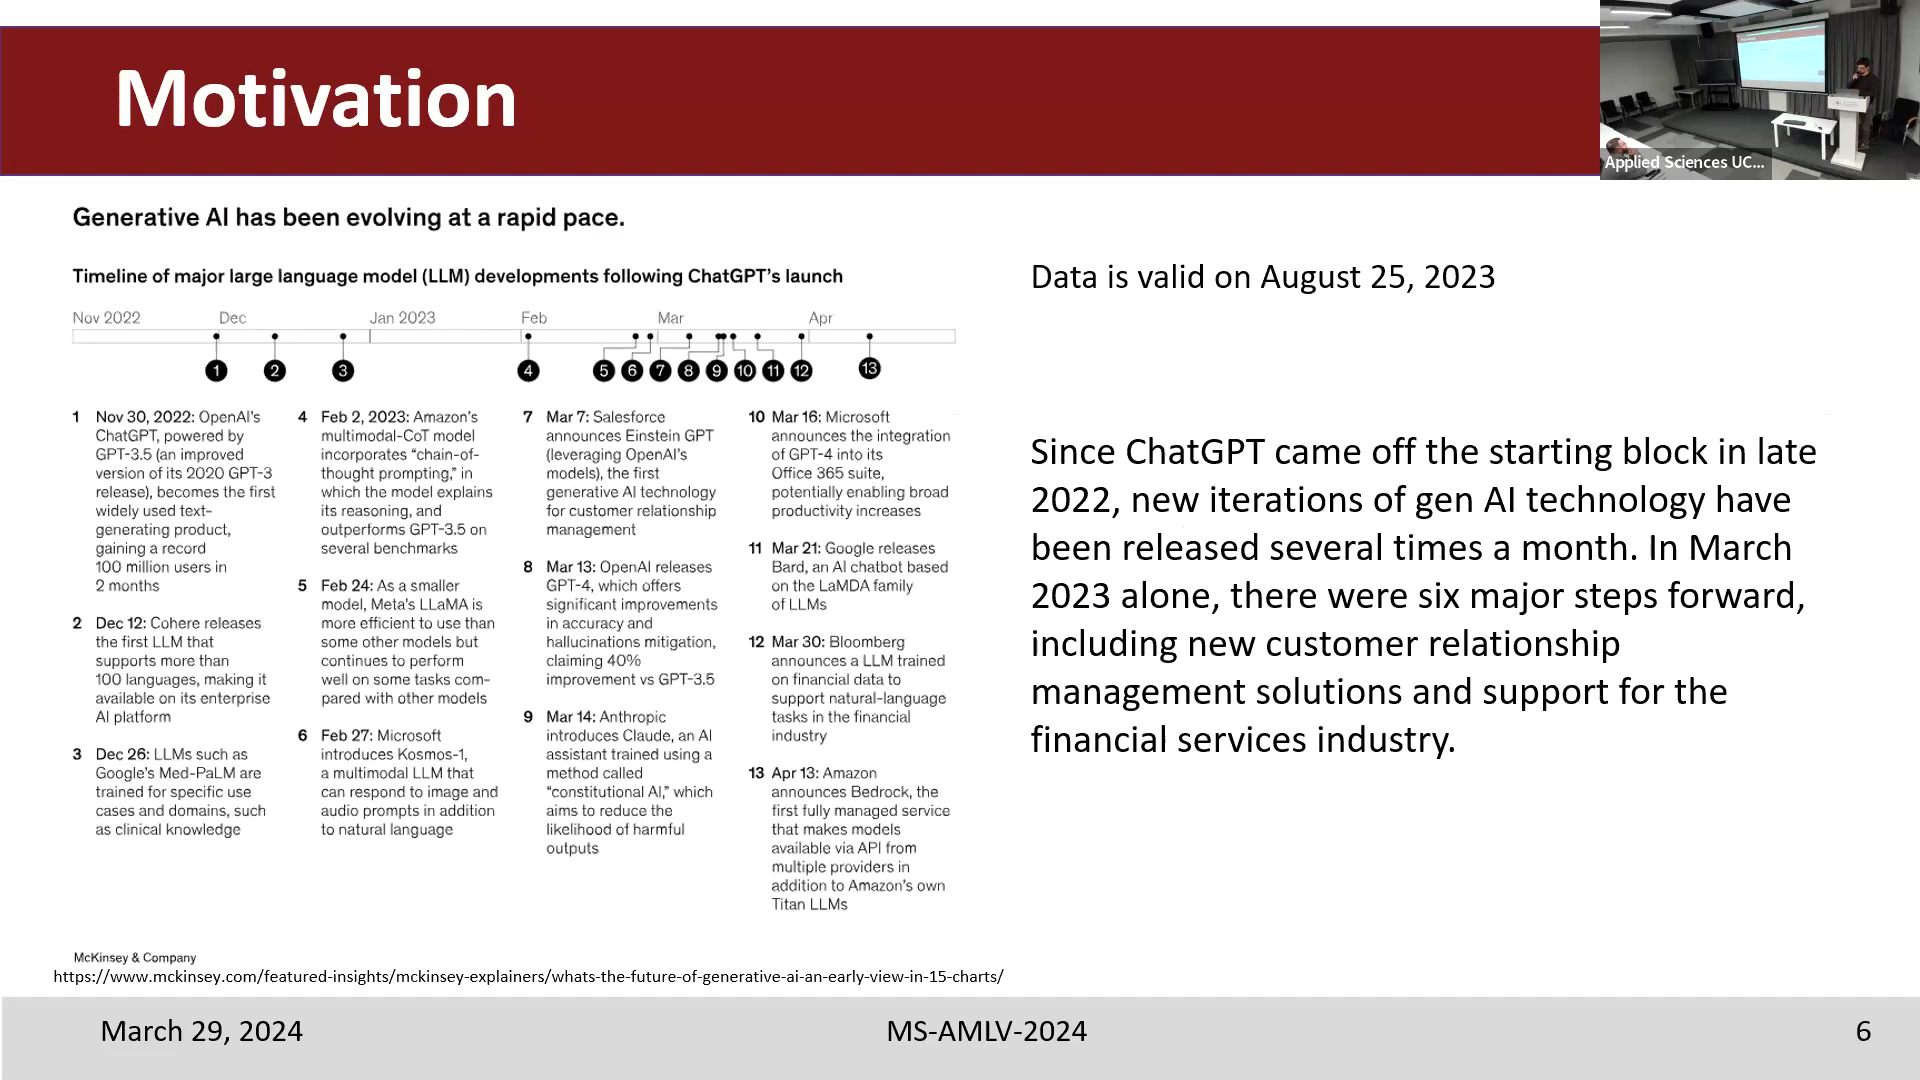 Motivation
Applied Sciences UC...
Generative AI has been evolving at a rapid pace.
Timeline of major large language model (LLM) developments following ChatGPT's launch
Nov 2022 Dec Jan 2023 Feb Mar Apr
1 2 3 4 5 6 7 8 9 10 11 12 13
1 Nov 30, 2022: OpenAI's
ChatGPT, powered by
GPT-3.5 (an improved
version of its 2020 GPT-3
release), becomes the first
widely used text-
generating product,
gaining a record
100 million users in
2 months
2 Dec 12: Cohere releases
the first LLM that
supports more than
100 languages, making it
available on its enterprise
AI platform
3 Dec 26: LLMs such as
Google's Med-PaLM are
trained for specific use
cases and domains, such
as clinical knowledge
4 Feb 2, 2023: Amazon's
multimodal-CoT model
incorporates "chain-of-
thought prompting," in
which the model explains
its reasoning, and
outperforms GPT-3.5 on
several benchmarks
5 Feb 24: As a smaller
model, Meta's LLaMA is
more efficient to use than
some other models but
continues to perform
well on some tasks com-
pared with other models
6 Feb 27: Microsoft
introduces Kosmos-1,
a multimodal LLM that
can respond to image and
audio prompts in addition
to natural language
7 Mar 7: Salesforce
announces Einstein GPT
(leveraging OpenAI's
models), the first
generative AI technology
for customer relationship
management
8 Mar 13: OpenAI releases
GPT-4, which offers
significant improvements
in accuracy and
hallucinations mitigation,
claiming 40%
improvement vs GPT-3.5
9 Mar 14: Anthropic
introduces Claude, an AI
assistant trained using a
method called
"constitutional AI," which
aims to reduce the
likelihood of harmful
outputs
10 Mar 16: Microsoft
announces the integration
of GPT-4 into its
Office 365 suite,
potentially enabling broad
productivity increases
11 Mar 21: Google releases
Bard, an AI chatbot based
on the LaMDA family
of LLMs
12 Mar 30: Bloomberg
announces a LLM trained
on financial data to
support natural-language
tasks in the financial
industry
13 Apr 13: Amazon
announces Bedrock, the
first fully managed service
that makes models
available via API from
multiple providers in
addition to Amazon's own
Titan LLMs
McKinsey & Company
https://www.mckinsey.com/featured-insights/mckinsey-explainers/whats-the-future-of-generative-ai-an-early-view-in-15-charts/
Data is valid on August 25, 2023
Since ChatGPT came off the starting block in late
2022, new iterations of gen AI technology have
been released several times a month. In March
2023 alone, there were six major steps forward,
including new customer relationship
management solutions and support for the
financial services industry.
March 29, 2024
MS-AMLV-2024
6